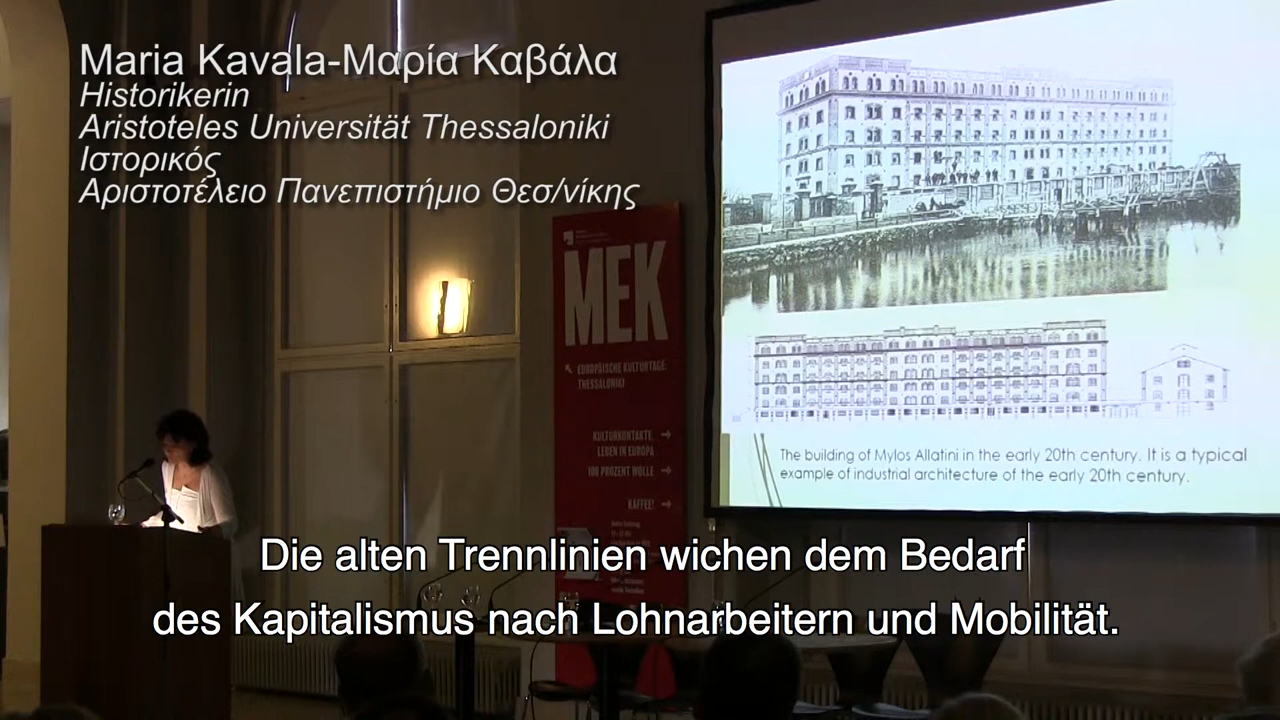 Maria Kavala-Μαρία Καβάλα
Historikerin
Aristoteles Universität Thessaloniki
Ιστορικός
Αριστοτέλειο Πανεπιστήμιο Θεσ/νίκης
MEK
EUROPÄISCHE KULTURTAGE:
THESSALONIKI
KULTURKONTAKTE.
LEBEN IN EUROPA
100 PROZENT WOLLE
KAFFEE!
The building of Mylos Allatini in the early 20th century. It is a typical
example of industrial architecture of the early 20th century.
Die alten Trennlinien wichen dem Bedarf
des Kapitalismus nach Lohnarbeitern und Mobilität.